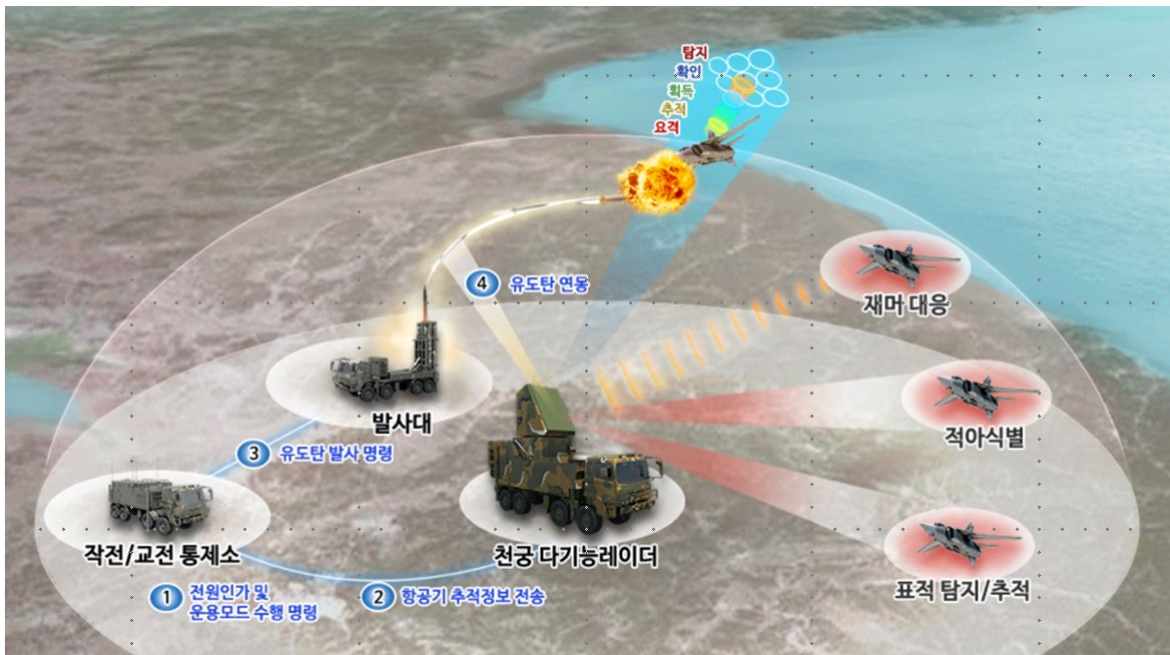 탐지
확인
획득
추적
요격
4 유도탄 연동
재머 대응
발사대
적아식별
3 유도탄 발사 명령
작전/교전 통제소
천궁 다기능레이더
표적 탐지/추적
1 전원인가 및
운용모드 수행 명령
2 항공기 추적정보 전송